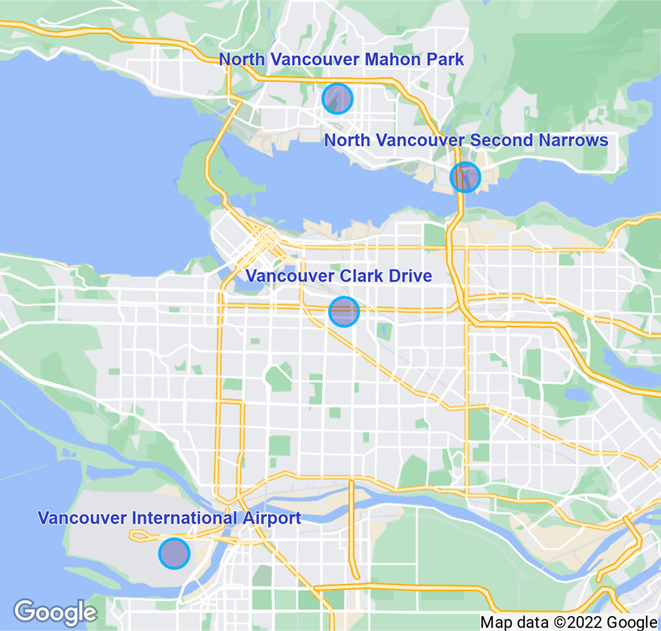 North Vancouver Mahon Park
North Vancouver Second Narrows
Vancouver Clark Drive
Vancouver International Airport
Google
Map data ©2022 Google